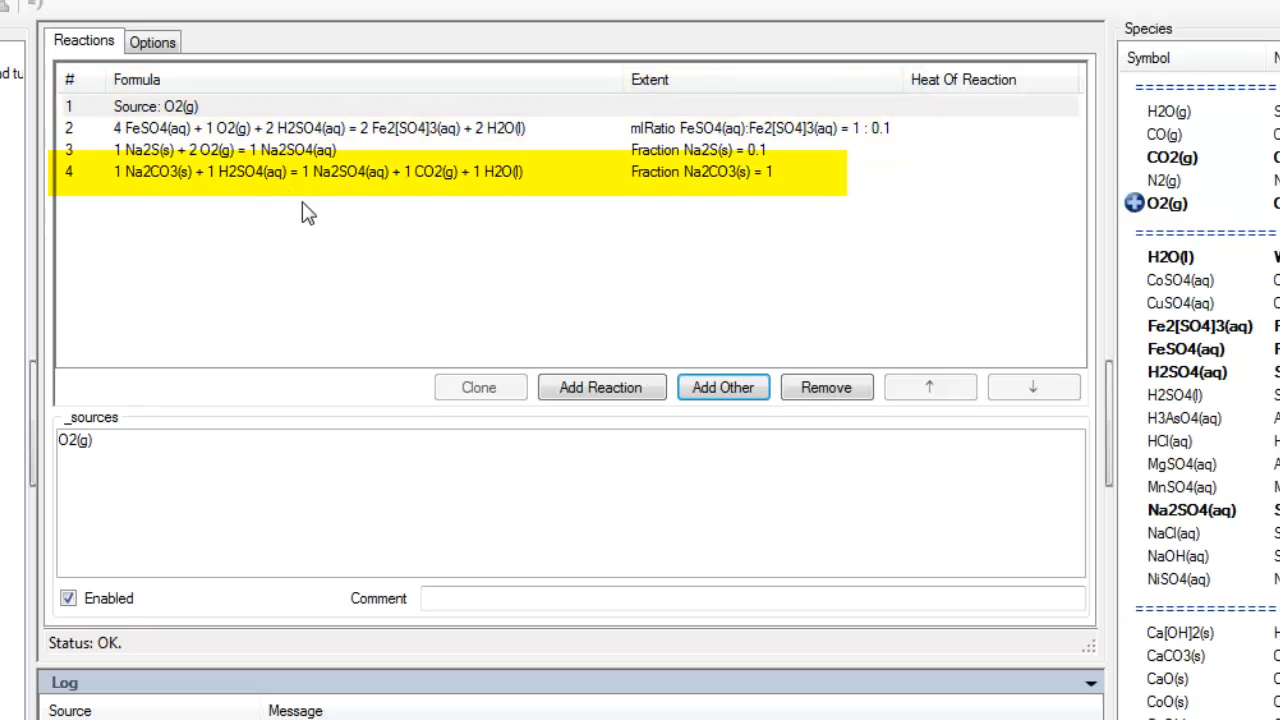 Reactions Options
# Formula Extent Heat Of Reaction
1 Source: O2(g)
2 4 FeSO4(aq) + 1 O2(g) + 2 H2SO4(aq) = 2 Fe2[SO4]3(aq) + 2 H2O(l) mlRatio FeSO4(aq):Fe2[SO4]3(aq) = 1 : 0.1
3 1 Na2S(s) + 2 O2(g) = 1 Na2SO4(aq) Fraction Na2S(s) = 0.1
4 1 Na2CO3(s) + 1 H2SO4(aq) = 1 Na2SO4(aq) + 1 CO2(g) + 1 H2O(l) Fraction Na2CO3(s) = 1
Clone Add Reaction Add Other Remove ↑ ↓
_sources
O2(g)
Enabled Comment
Status: OK.
Log
Source Message
Species
Symbol
H2O(g)
CO(g)
CO2(g)
N2(g)
O2(g)
H2O(l)
CoSO4(aq)
CuSO4(aq)
Fe2[SO4]3(aq)
FeSO4(aq)
H2SO4(aq)
H2SO4(l)
H3AsO4(aq)
HCl(aq)
MgSO4(aq)
MnSO4(aq)
Na2SO4(aq)
NaCl(aq)
NaOH(aq)
NiSO4(aq)
Ca[OH]2(s)
CaCO3(s)
CaO(s)
CoO(s)